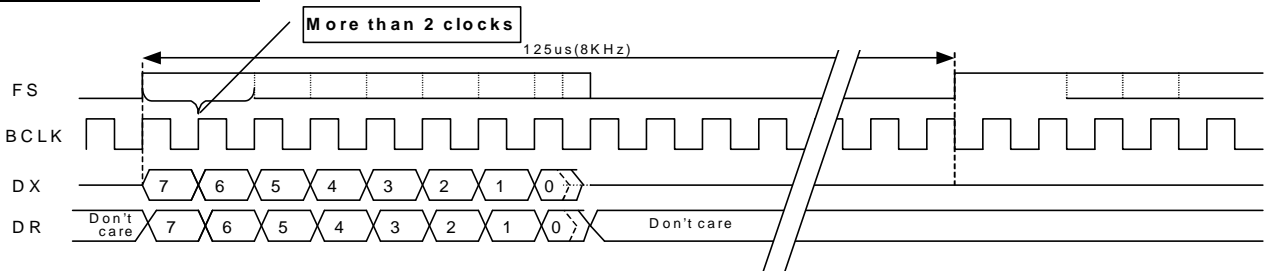 More than 2 clocks
125us(8KHz)
FS
BCLK
DX
7 6 5 4 3 2 1 0
DR
Don't
care
7 6 5 4 3 2 1 0
Don't care